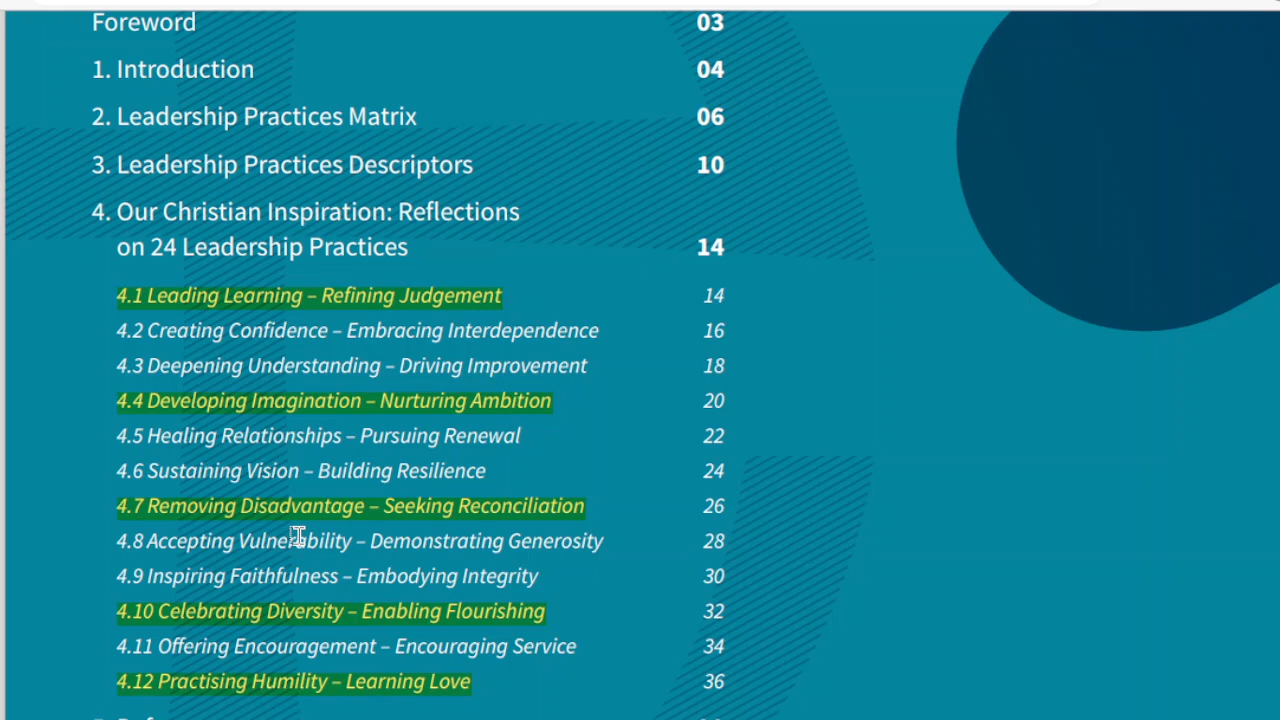 Foreword 03
1. Introduction 04
2. Leadership Practices Matrix 06
3. Leadership Practices Descriptors 10
4. Our Christian Inspiration: Reflections
on 24 Leadership Practices 14
4.1 Leading Learning – Refining Judgement 14
4.2 Creating Confidence – Embracing Interdependence 16
4.3 Deepening Understanding – Driving Improvement 18
4.4 Developing Imagination – Nurturing Ambition 20
4.5 Healing Relationships – Pursuing Renewal 22
4.6 Sustaining Vision – Building Resilience 24
4.7 Removing Disadvantage – Seeking Reconciliation 26
4.8 Accepting Vulnerability – Demonstrating Generosity 28
4.9 Inspiring Faithfulness – Embodying Integrity 30
4.10 Celebrating Diversity – Enabling Flourishing 32
4.11 Offering Encouragement – Encouraging Service 34
4.12 Practising Humility – Learning Love 36